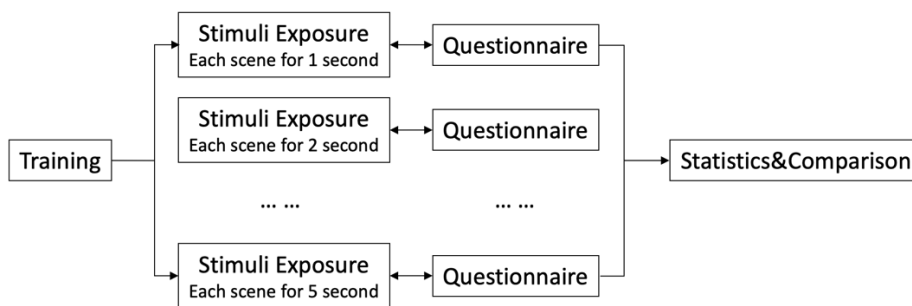 Stimuli Exposure
Each scene for 1 second
Questionnaire
Stimuli Exposure
Each scene for 2 second
Questionnaire
Training
Statistics&Comparison
... ...
... ...
Stimuli Exposure
Each scene for 5 second
Questionnaire